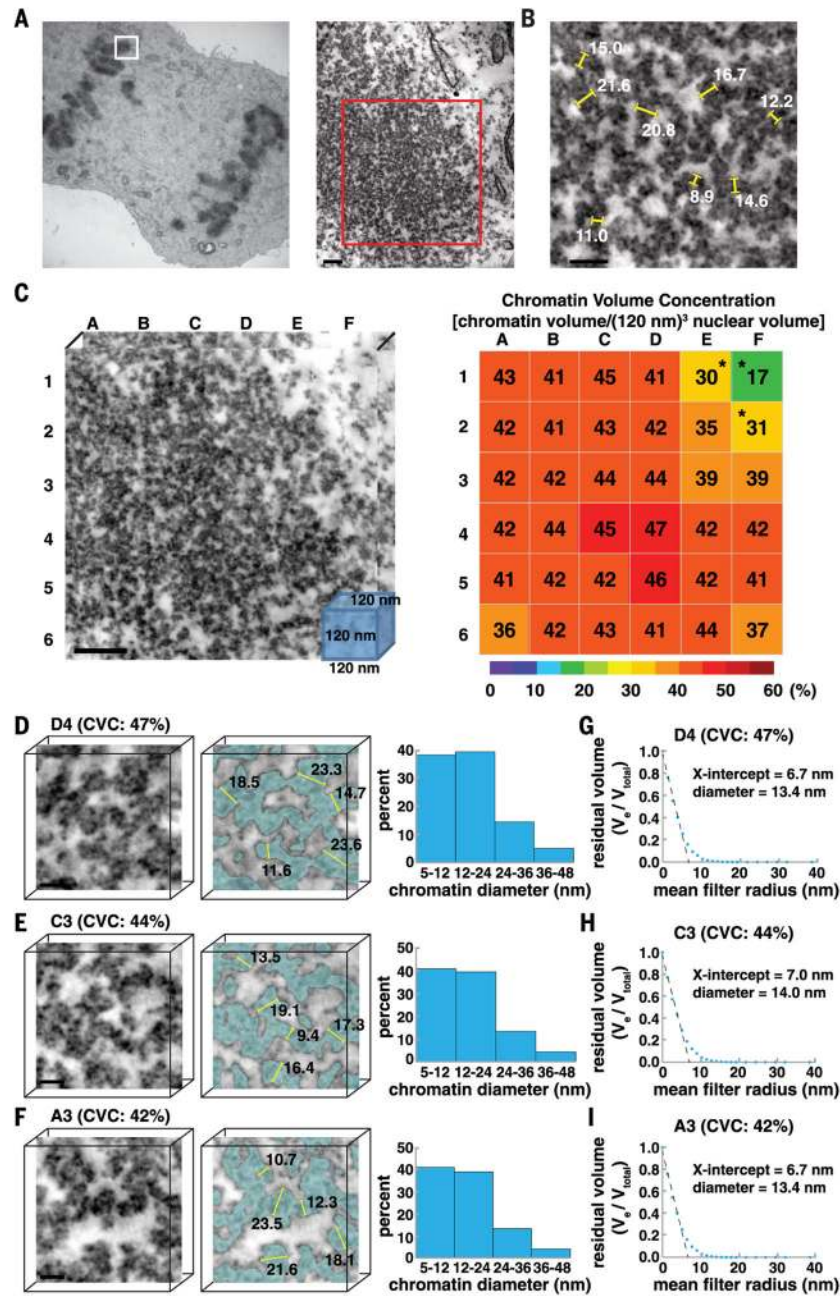 A
B
15.0
21.6
16.7
12.2
20.8
8.9
14.6
11.0
C
A B C D E F
1
2
3
4
5
6
120 nm
120 nm
120 nm
Chromatin Volume Concentration
[chromatin volume/(120 nm)³ nuclear volume]
A B C D E F
1 43 41 45 41 30* *17
2 42 41 43 42 35 *31
3 42 42 44 44 39 39
4 42 44 45 47 42 42
5 41 42 42 46 42 41
6 36 42 43 41 44 37
0 10 20 30 40 50 60 (%)
D D4 (CVC: 47%)
18.5
23.3
14.7
23.6
11.6
percent
40
30
20
10
0
5-12 12-24 24-36 36-48
chromatin diameter (nm)
G D4 (CVC: 47%)
X-intercept = 6.7 nm
diameter = 13.4 nm
residual volume
(Ve / Vtotal)
1.0
0.8
0.6
0.4
0.2
0.0
0 10 20 30 40
mean filter radius (nm)
E C3 (CVC: 44%)
13.5
19.1
9.4
17.3
16.4
percent
50
40
30
20
10
0
5-12 12-24 24-36 36-48
chromatin diameter (nm)
H C3 (CVC: 44%)
X-intercept = 7.0 nm
diameter = 14.0 nm
residual volume
(Ve / Vtotal)
1.0
0.8
0.6
0.4
0.2
0.0
0 10 20 30 40
mean filter radius (nm)
F A3 (CVC: 42%)
10.7
12.3
23.5
18.1
21.6
percent
50
40
30
20
10
0
5-12 12-24 24-36 36-48
chromatin diameter (nm)
I A3 (CVC: 42%)
X-intercept = 6.7 nm
diameter = 13.4 nm
residual volume
(Ve / Vtotal)
1.0
0.8
0.6
0.4
0.2
0.0
0 10 20 30 40
mean filter radius (nm)